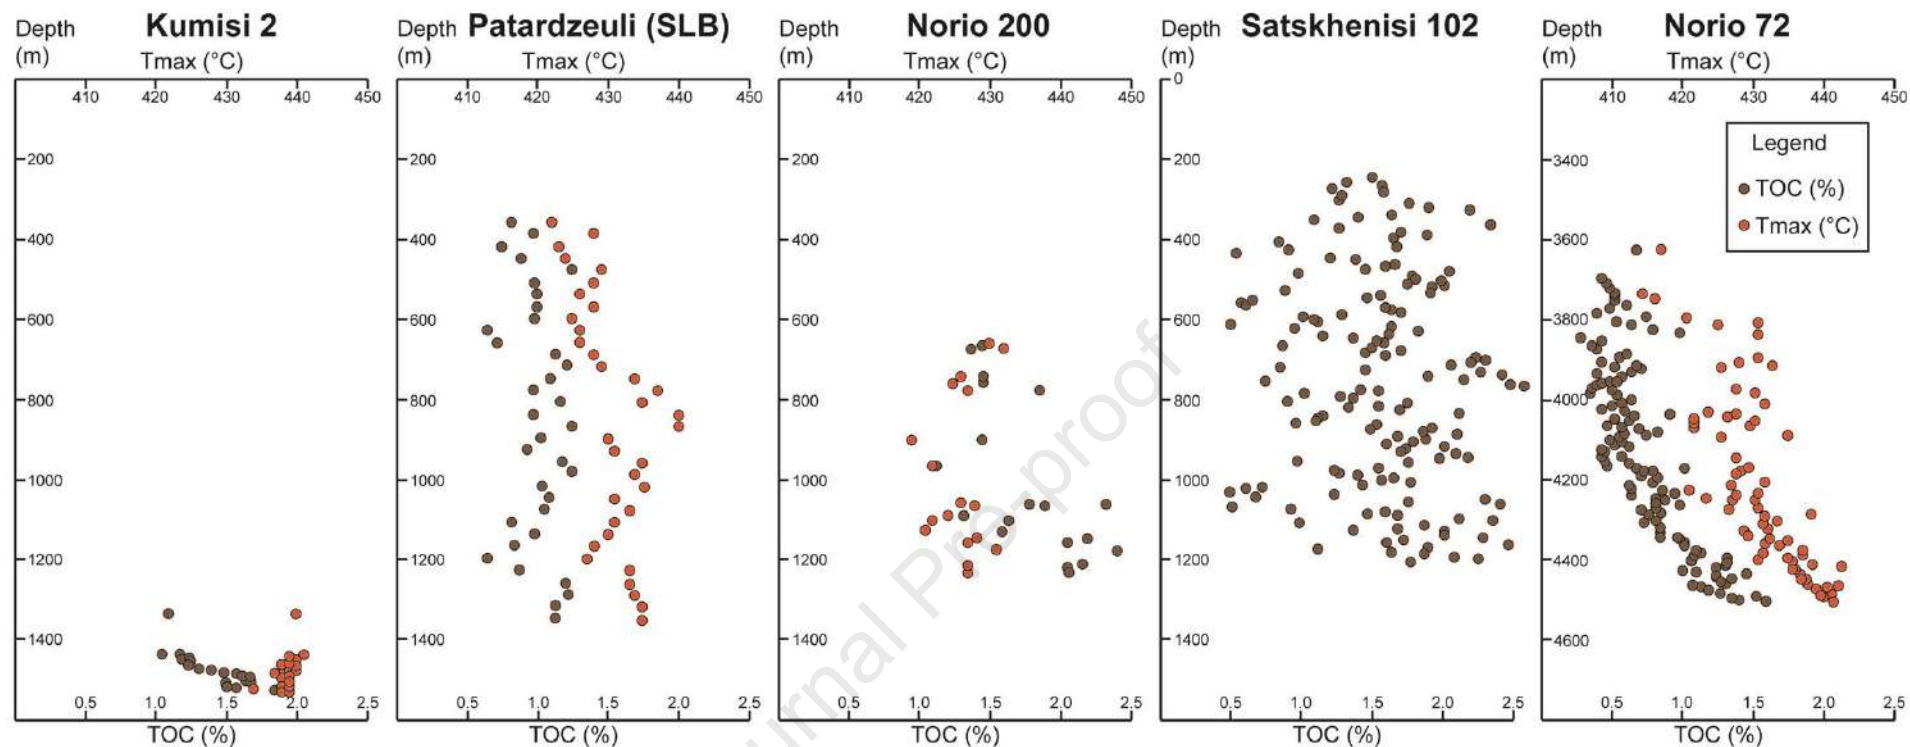 Kumisi 2
Depth
(m)
Tmax (°C)
410 420 430 440 450
200
400
600
800
1000
1200
1400
0.5 1.0 1.5 2.0 2.5
TOC (%)
Patardzeuli (SLB)
Depth
(m)
Tmax (°C)
410 420 430 440 450
200
400
600
800
1000
1200
1400
0.5 1.0 1.5 2.0 2.5
TOC (%)
Norio 200
Depth
(m)
Tmax (°C)
410 420 430 440 450
200
400
600
800
1000
1200
1400
0.5 1.0 1.5 2.5
TOC (%)
Satskhenisi 102
Depth
(m)
0
200
400
600
800
1000
1200
1400
0.5 1.0 1.5 2.0 2.5
TOC (%)
Norio 72
Depth
(m)
Tmax (°C)
410 420 430 440 450
Legend
TOC (%)
Tmax (°C)
3400
3600
3800
4000
4200
4400
4600
0.5 1.0 1.5 2.0 2.5
TOC (%)
urnal Pre-proof